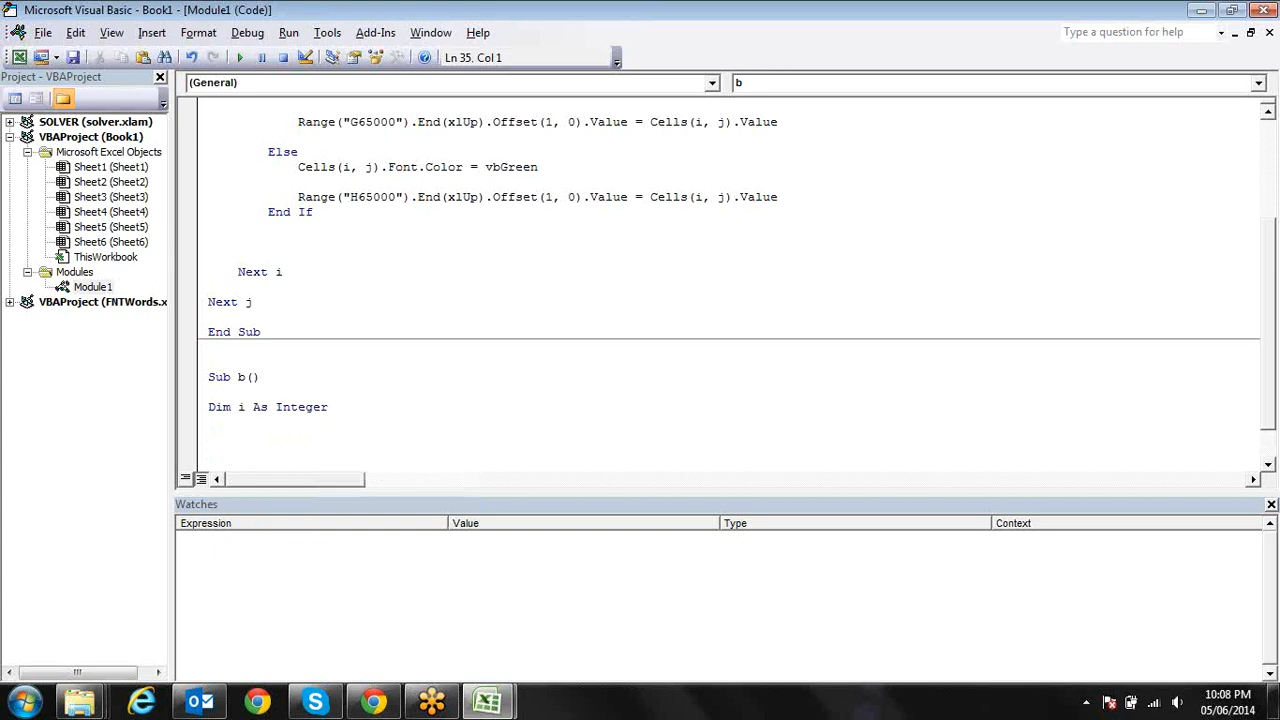 Microsoft Visual Basic - Book1 - [Module1 (Code)]
File Edit View Insert Format Debug Run Tools Add-Ins Window Help
Type a question for help
Ln 35, Col 1
Project - VBAProject
(General)
b
SOLVER (solver.xlam)
VBAProject (Book1)
Microsoft Excel Objects
Sheet1 (Sheet1)
Sheet2 (Sheet2)
Sheet3 (Sheet3)
Sheet4 (Sheet4)
Sheet5 (Sheet5)
Sheet6 (Sheet6)
ThisWorkbook
Modules
Module1
VBAProject (FNTWords.x
Range("G65000").End(xlUp).Offset(1, 0).Value = Cells(i, j).Value
Else
Cells(i, j).Font.Color = vbGreen
Range("H65000").End(xlUp).Offset(1, 0).Value = Cells(i, j).Value
End If
Next i
Next j
End Sub
Sub b()
Dim i As Integer
Watches
Expression Value Type Context
10:08 PM
05/06/2014